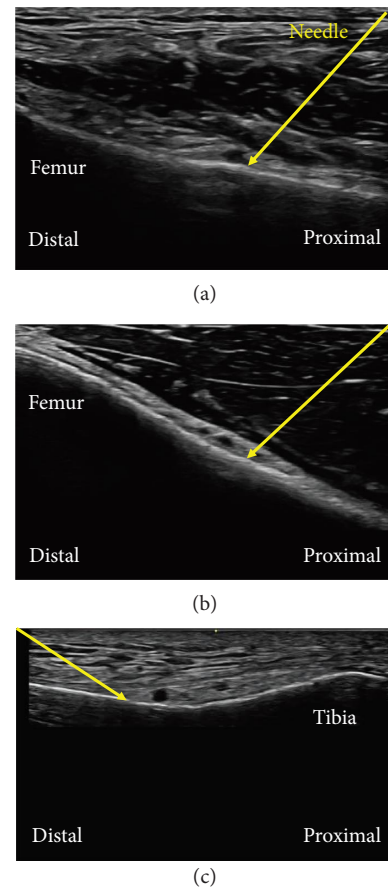 Needle
Femur
Distal Proximal
(a)
Femur
Distal Proximal
(b)
Tibia
Distal Proximal
(c)